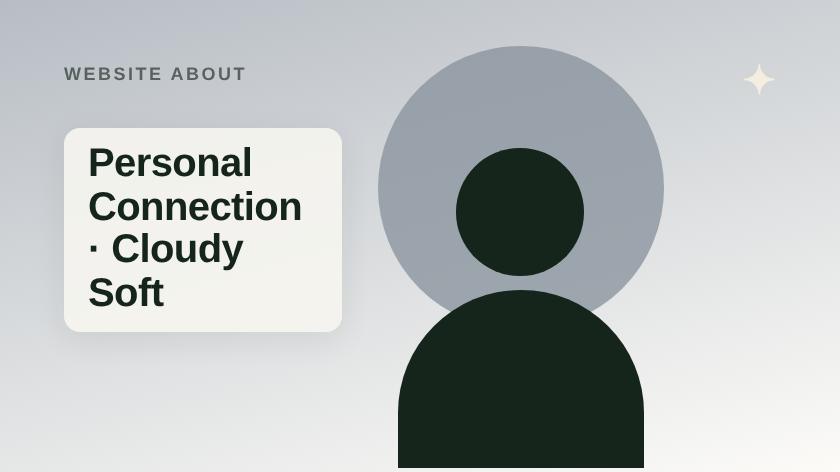 WEBSITE ABOUT
Personal
Connection
· Cloudy
Soft